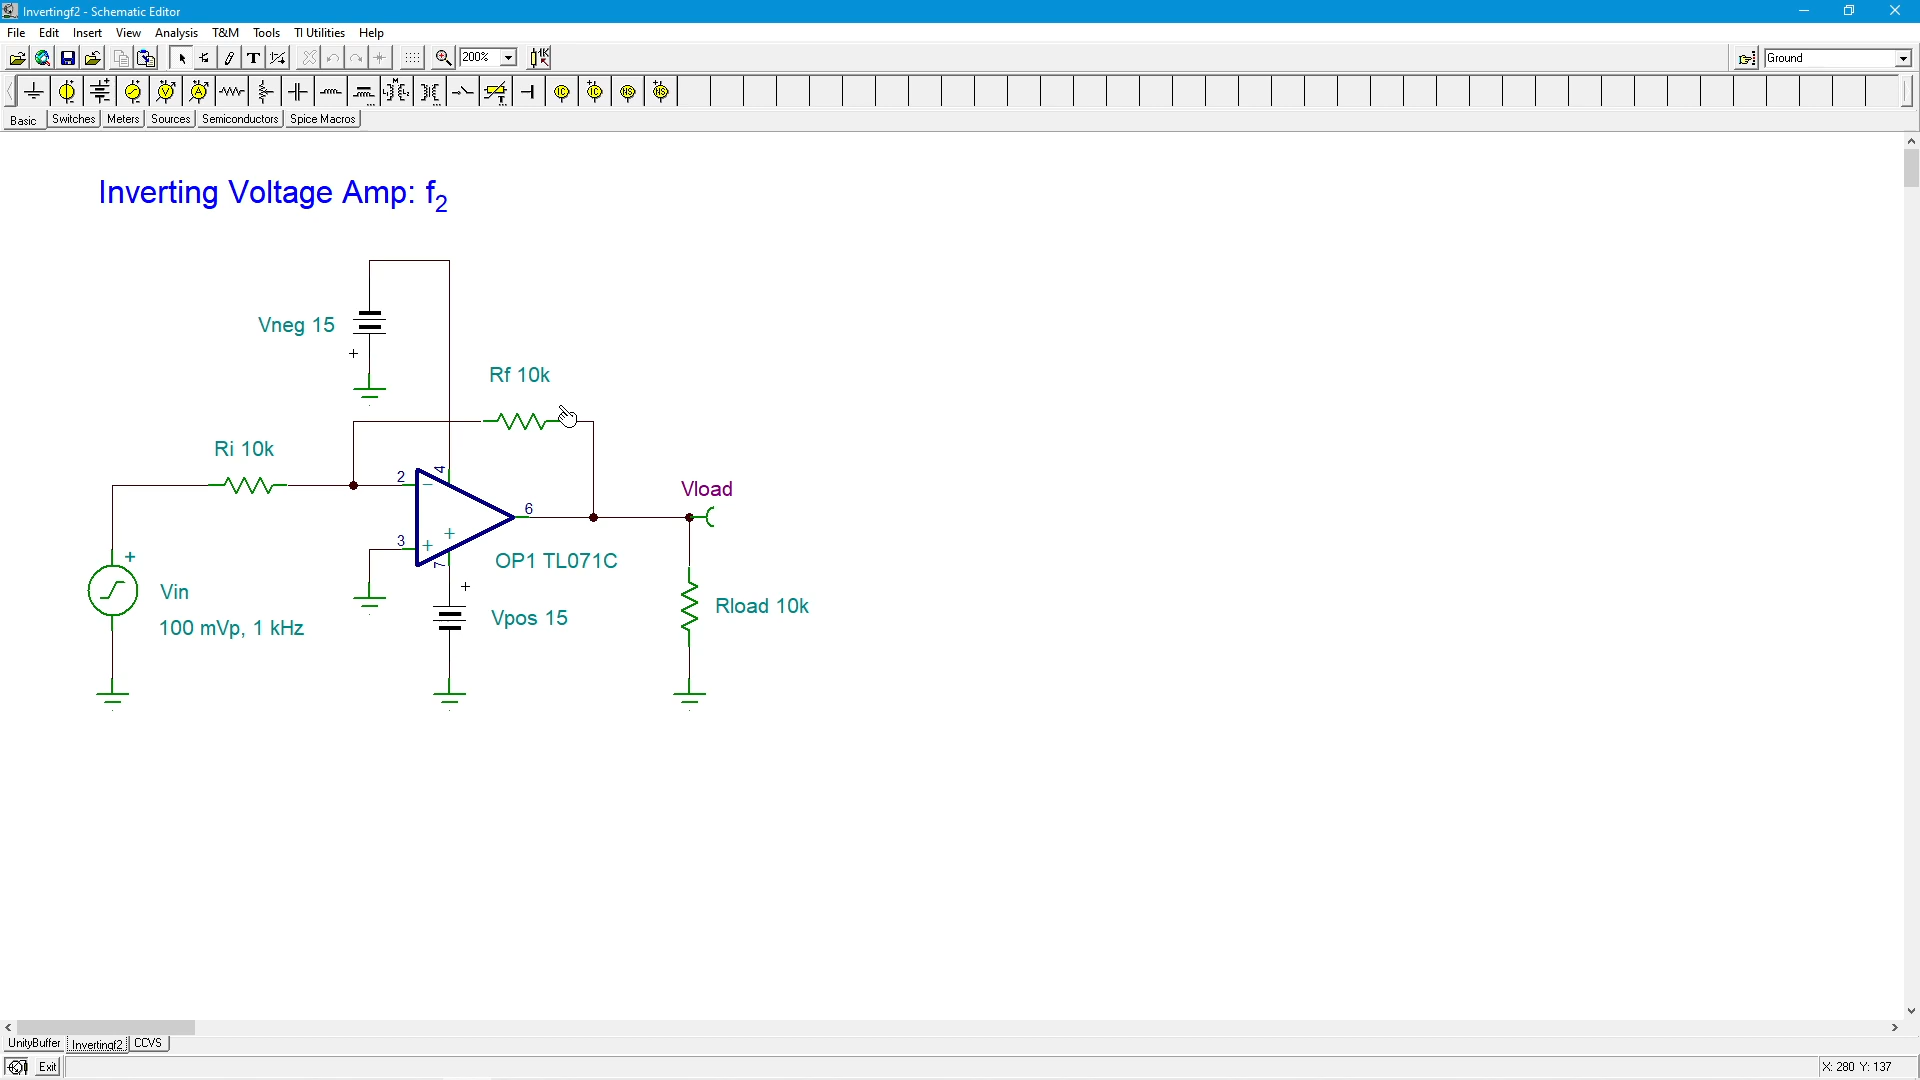 Invertingf2 - Schematic Editor
File Edit Insert View Analysis T&M Tools TI Utilities Help
200%
Ground
Basic Switches Meters Sources Semiconductors Spice Macros
Inverting Voltage Amp: f2
Vneg 15
+
Rf 10k
Ri 10k
2
4
Vload
6
3
+
+
+
7
OP1 TL071C
+
Vin
100 mVp, 1 kHz
Vpos 15
Rload 10k
UnityBuffer Invertingf2 CCVS
Exit
X: 280 Y: 137